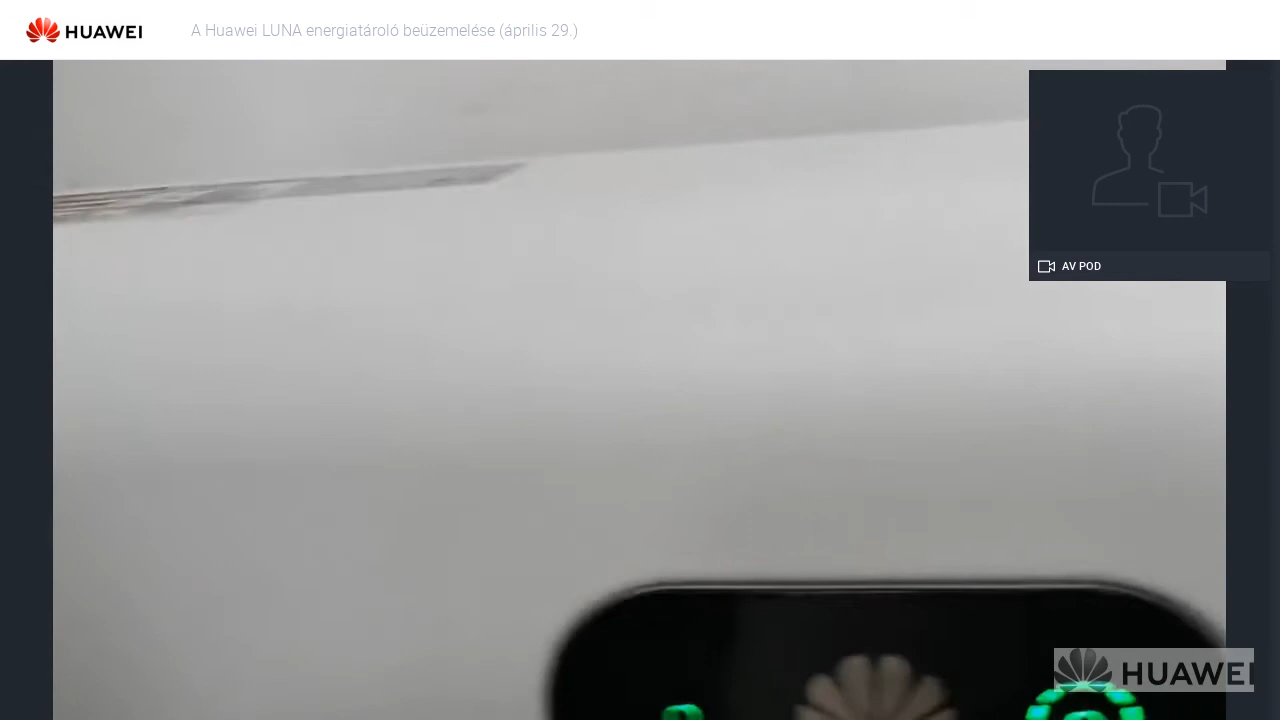 HUAWEI
A Huawei LUNA energiatároló beüzemelése (április 29.)
AV POD
HUAWEI